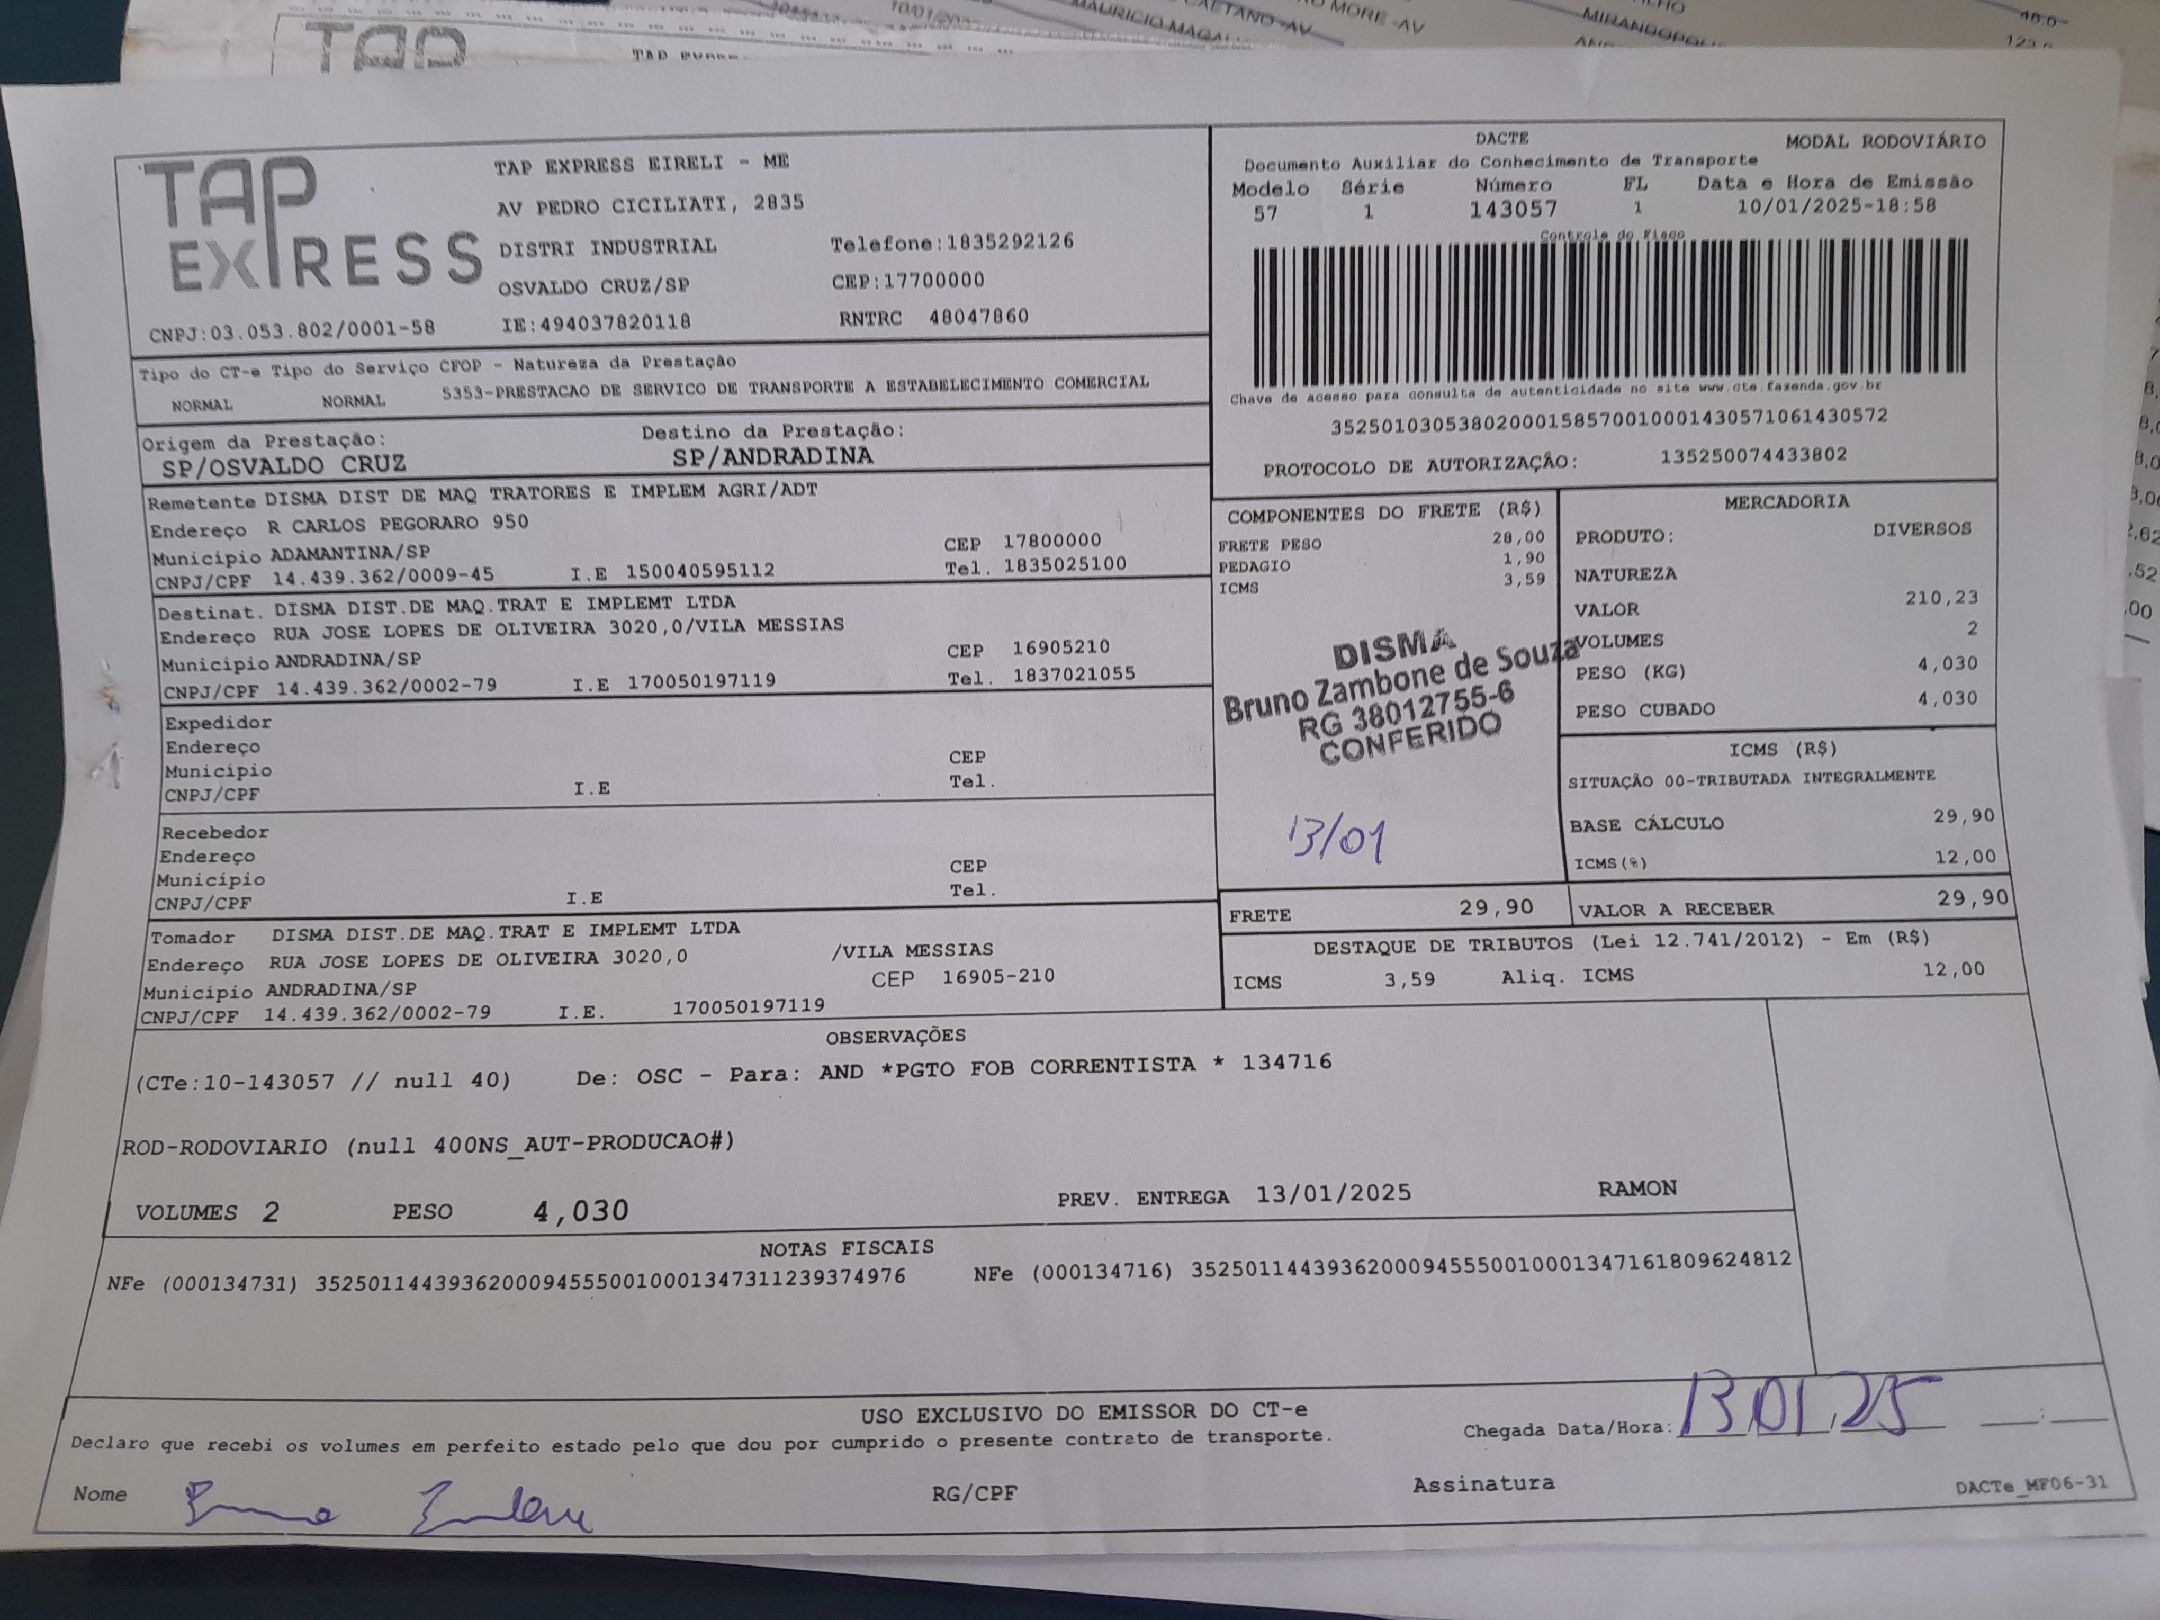 TAP EXPRESS
TAP EXPRESS EIRELI - ME
AV PEDRO CICILIATI, 2835
DISTRI INDUSTRIAL Telefone:1835292126
OSVALDO CRUZ/SP CEP:17700000
CNPJ:03.053.802/0001-58 IE:494037820118 RNTRC 48047860
DACTE MODAL RODOVIÁRIO
Documento Auxiliar do Conhecimento de Transporte
Modelo Série Número FL Data e Hora de Emissão
57 1 143057 1 10/01/2025-18:58
Controle do Fisco
Chave de acesso para consulta de autenticidade no site www.cte.fazenda.gov.br
35250103053802000158570010001430571061430572
PROTOCOLO DE AUTORIZAÇÃO: 135250074433802
Tipo do CT-e Tipo do Serviço CFOP - Natureza da Prestação
NORMAL NORMAL 5353-PRESTACAO DE SERVICO DE TRANSPORTE A ESTABELECIMENTO COMERCIAL
Origem da Prestação: Destino da Prestação:
SP/OSVALDO CRUZ SP/ANDRADINA
Remetente DISMA DIST DE MAQ TRATORES E IMPLEM AGRI/ADT
Endereço R CARLOS PEGORARO 950
Município ADAMANTINA/SP CEP 17800000
CNPJ/CPF 14.439.362/0009-45 I.E 150040595112 Tel. 1835025100
Destinat. DISMA DIST.DE MAQ.TRAT E IMPLEMT LTDA
Endereço RUA JOSE LOPES DE OLIVEIRA 3020,0/VILA MESSIAS
Município ANDRADINA/SP CEP 16905210
CNPJ/CPF 14.439.362/0002-79 I.E 170050197119 Tel. 1837021055
Expedidor
Endereço
Município CEP
CNPJ/CPF I.E Tel.
Recebedor
Endereço
Município CEP
CNPJ/CPF I.E Tel.
Tomador DISMA DIST.DE MAQ.TRAT E IMPLEMT LTDA
Endereço RUA JOSE LOPES DE OLIVEIRA 3020,0 /VILA MESSIAS
Município ANDRADINA/SP CEP 16905-210
CNPJ/CPF 14.439.362/0002-79 I.E. 170050197119
COMPONENTES DO FRETE (R$)
FRETE PESO 28,00
PEDAGIO 1,90
ICMS 3,59
DISMA
Bruno Zambone de Souza
RG 38012755-6
CONFERIDO
13/01
MERCADORIA
PRODUTO: DIVERSOS
NATUREZA
VALOR 210,23
VOLUMES 2
PESO (KG) 4,030
PESO CUBADO 4,030
ICMS (R$)
SITUAÇÃO 00-TRIBUTADA INTEGRALMENTE
BASE CÁLCULO 29,90
ICMS(%) 12,00
FRETE 29,90 VALOR A RECEBER 29,90
DESTAQUE DE TRIBUTOS (Lei 12.741/2012) - Em (R$)
ICMS 3,59 Aliq. ICMS 12,00
OBSERVAÇÕES
(CTe:10-143057 // null 40) De: OSC - Para: AND *PGTO FOB CORRENTISTA * 134716
ROD-RODOVIARIO (null 400NS_AUT-PRODUCAO#)
VOLUMES 2 PESO 4,030 PREV. ENTREGA 13/01/2025 RAMON
NOTAS FISCAIS
NFe (000134731) 35250114439362000945550010001347311239374976 NFe (000134716) 35250114439362000945550010001347161809624812
USO EXCLUSIVO DO EMISSOR DO CT-e
Declaro que recebi os volumes em perfeito estado pelo que dou por cumprido o presente contrato de transporte. Chegada Data/Hora: 13/01/25
Nome RG/CPF Assinatura DACTe_MF06-31